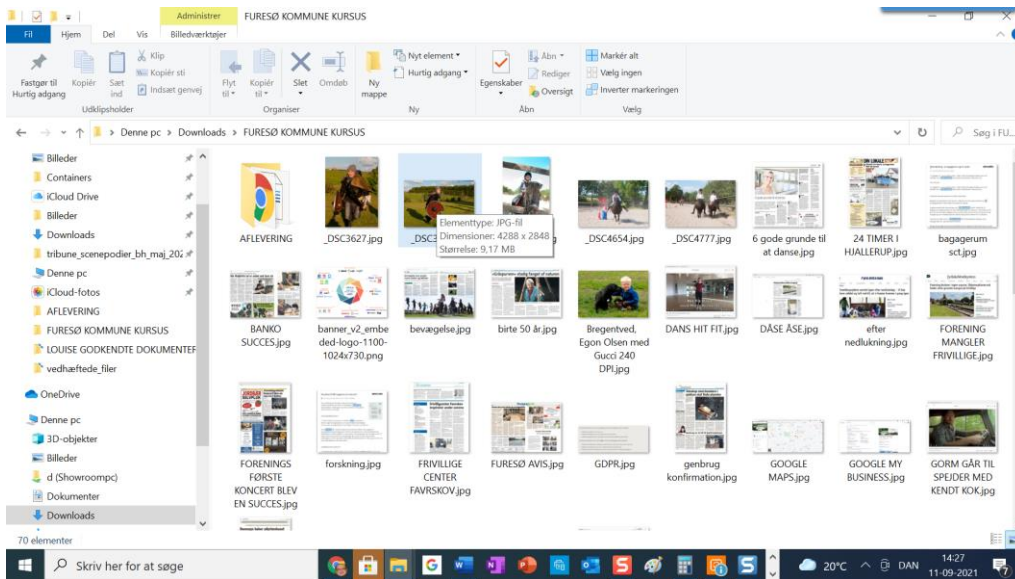 Administrer
FURESØ KOMMUNE KURSUS
Fil
Hjem
Del
Vis
Billedværktøjer
Fastgør til
Hurtig adgang
Kopiér
Sæt
ind
Klip
Kopiér sti
Indsæt genvej
Udklipsholder
Flyt
til
Kopiér
til
Slet
Omdøb
Organiser
Ny
mappe
Nyt element
Hurtig adgang
Ny
Egenskaber
Åbn
Rediger
Oversigt
Åbn
Markér alt
Vælg ingen
Inverter markeringen
Vælg
Denne pc > Downloads > FURESØ KOMMUNE KURSUS
Søg i FU...
Billeder
Containers
iCloud Drive
Billeder
Downloads
tribune_scenepodier_bh_maj_202
Denne pc
iCloud-fotos
AFLEVERING
FURESØ KOMMUNE KURSUS
LOUISE GODKENDTE DOKUMENTER
vedhæftede_filer
OneDrive
Denne pc
3D-objekter
Billeder
d (Showroompc)
Dokumenter
Downloads
AFLEVERING
_DSC3627.jpg
Elementtype: JPG-fil
Dimensioner: 4288 x 2848
Størrelse: 9,17 MB
_DSC4654.jpg
_DSC4777.jpg
6 gode grunde til
at danse.jpg
24 TIMER I
HJALLERUP.jpg
bagagerum
sct.jpg
BANKO
SUCCES.jpg
banner_v2_embe
ded-logo-1100-
1024x730.png
bevægelse.jpg
birte 50 år.jpg
Bregentved,
Egon Olsen med
Gucci 240
DPI.jpg
DANS HIT FIT.jpg
DÅSE ÅSE.jpg
efter
nedlukning.jpg
FORENING
MANGLER
FRIVILLIGE.jpg
FORENINGS
FØRSTE
KONCERT BLEV
EN SUCCES.jpg
forskning.jpg
FRIVILLIGE
CENTER
FAVRSKOV.jpg
FURESØ AVIS.jpg
GDPR.jpg
genbrug
konfirmation.jpg
GOOGLE
MAPS.jpg
GOOGLE MY
BUSINESS.jpg
GORM GÅR TIL
SPEJDER MED
KENDT KOK.jpg
70 elementer
Skriv her for at søge
20°C
DAN
14:27
11-09-2021